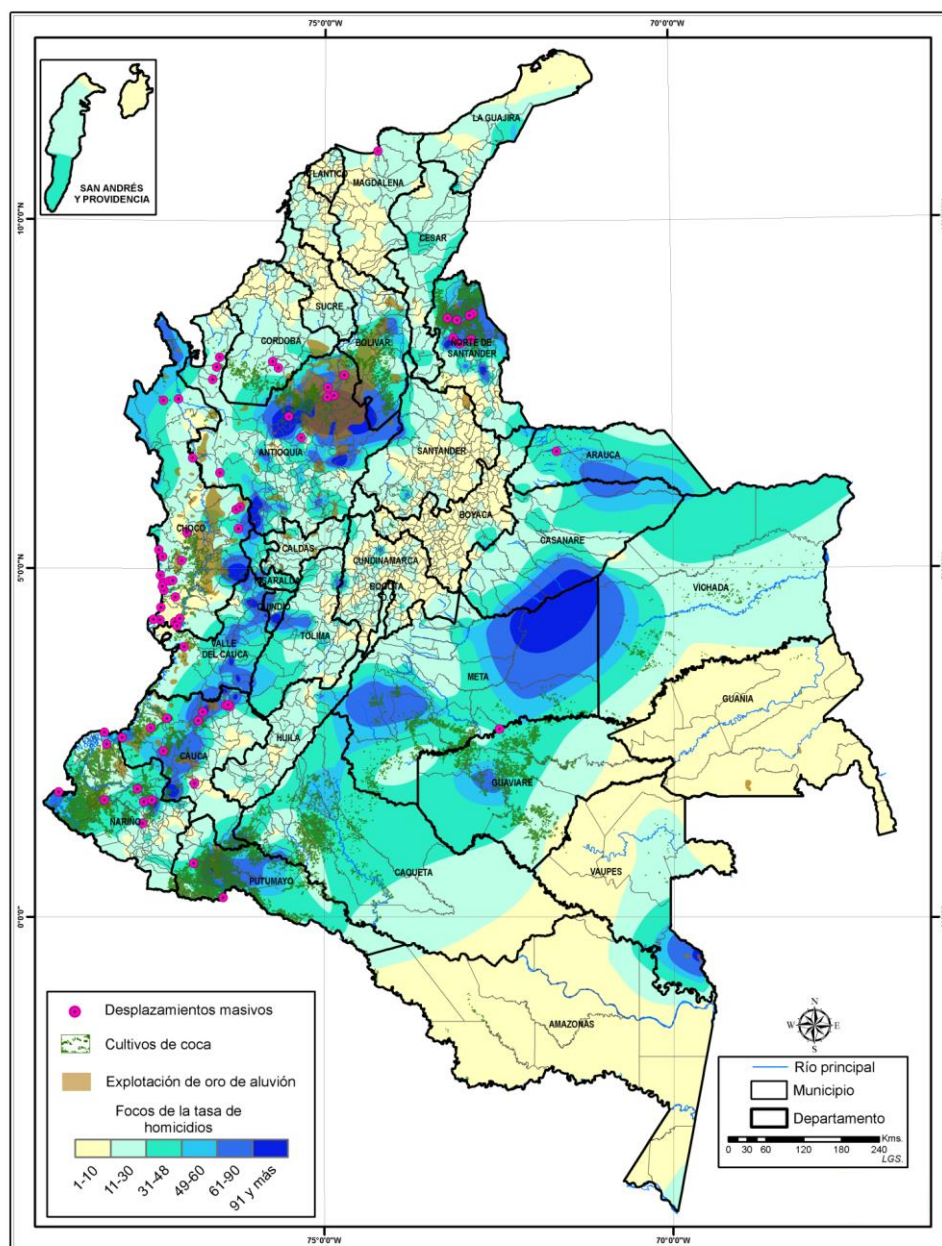 75°0'0"W
70°0'0"W
SAN ANDRÉS
Y PROVIDENCIA
LA GUAJIRA
MAGDALENA
10°0'0"N
CESAR
SUCRE
CORDOBA
BOLIVAR
NORTE DE
SANTANDER
ANTIOQUIA
SANTANDER
ARAUCA
CHOCO
BOYACA
CASANARE
CALDAS
CUNDINAMARCA
5°0'0"N
RISARALDA
BOGOTA
D.C
VICHADA
QUINDIO
TOLIMA
VALLE
DEL CAUCA
META
GUANIA
HUILA
CAUCA
GUAVIARE
NARIÑO
PUTUMAYO
CAQUETA
VAUPES
0°0'0"
AMAZONAS
Desplazamientos masivos
Cultivos de coca
Explotación de oro de aluvión
Focos de la tasa de
homicidios
1-10
11-30
31-48
49-60
61-90
91 y más
N
W E
S
Río principal
Municipio
Departamento
Kms.
0 30 60 120 180 240
LGS.
75°0'0"W
70°0'0"W